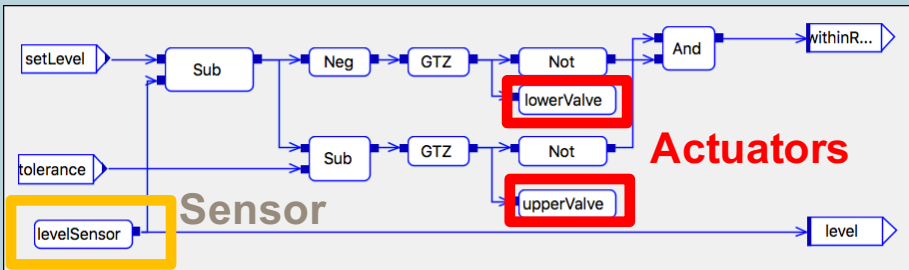 setLevel
Sub
Neg
GTZ
Not
And
withinR...
lowerValve
Sub
GTZ
Not
Actuators
tolerance
upperValve
Sensor
levelSensor
level